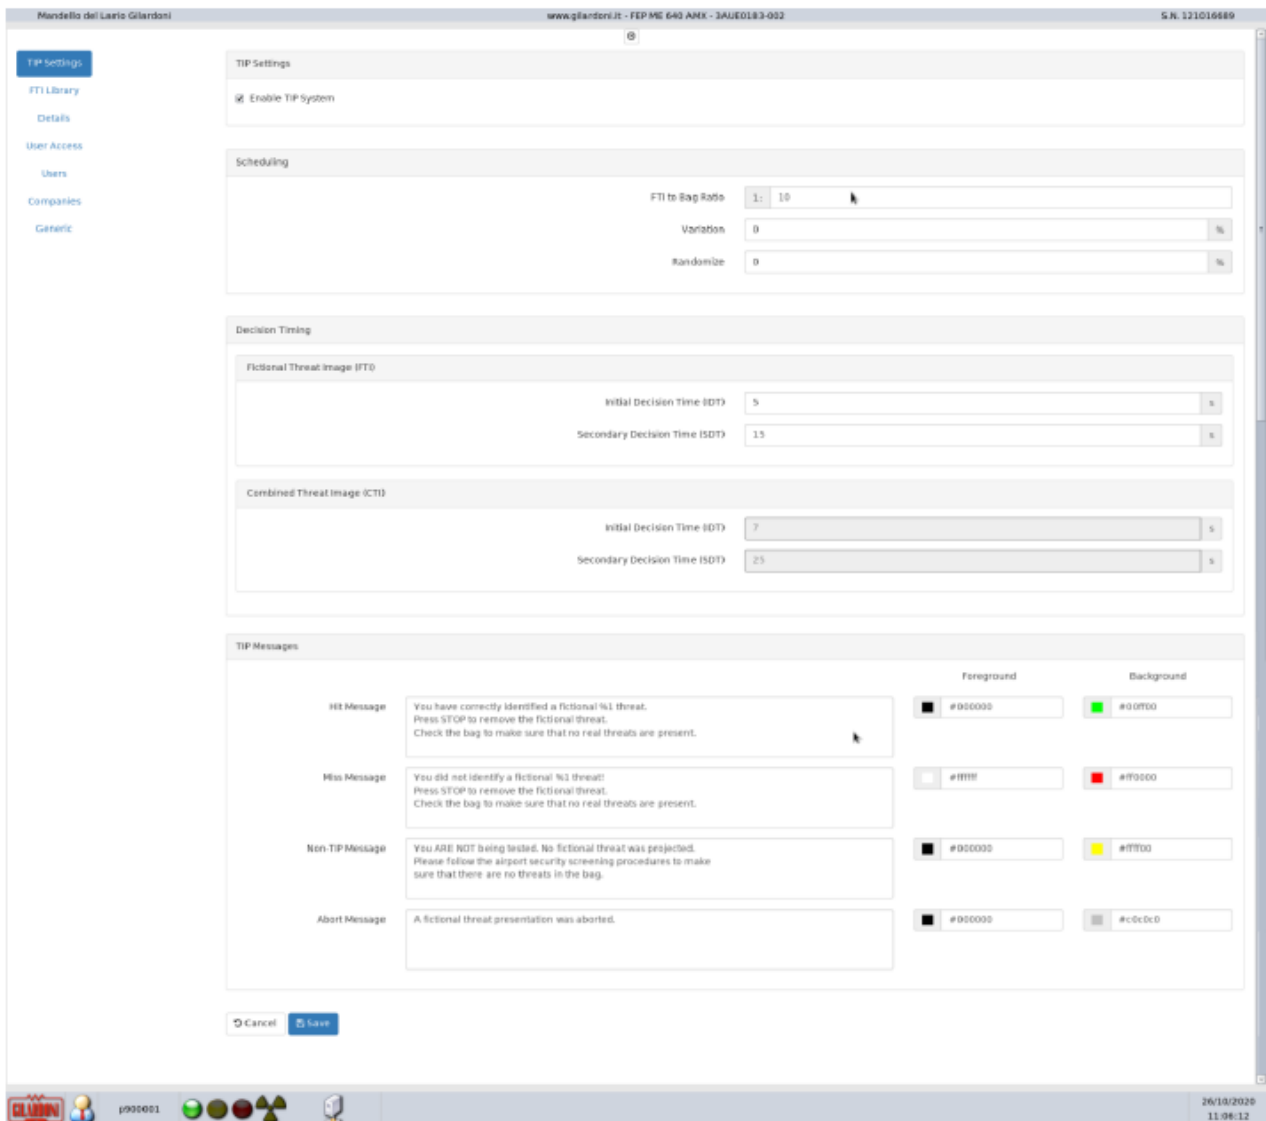 Mandello del Lario Gilardoni
www.gilardoni.it - FEP ME 640 AMX - 3AUE0183-002
S.N. 121016689
TIP Settings
FTI Library
Details
User Access
Users
Companies
Generic
TIP Settings
Enable TIP System
Scheduling
FTI to Bag Ratio 1: 10
Variation 0 %
Randomize 0 %
Decision Timing
Fictional Threat Image (FTI)
Initial Decision Time (IDT) 5 s
Secondary Decision Time (SDT) 15 s
Combined Threat Image (CTI)
Initial Decision Time (IDT) 7 s
Secondary Decision Time (SDT) 25 s
TIP Messages
Foreground Background
Hit Message
You have correctly identified a fictional %1 threat.
Press STOP to remove the fictional threat.
Check the bag to make sure that no real threats are present.
#000000 #00ff00
Miss Message
You did not identify a fictional %1 threat!
Press STOP to remove the fictional threat.
Check the bag to make sure that no real threats are present.
#ffffff #ff0000
Non-TIP Message
You ARE NOT being tested. No fictional threat was projected.
Please follow the airport security screening procedures to make
sure that there are no threats in the bag.
#000000 #ffff00
Abort Message
A fictional threat presentation was aborted.
#000000 #c0c0c0
Cancel Save
GILARDONI
p900001
26/10/2020
11:06:12